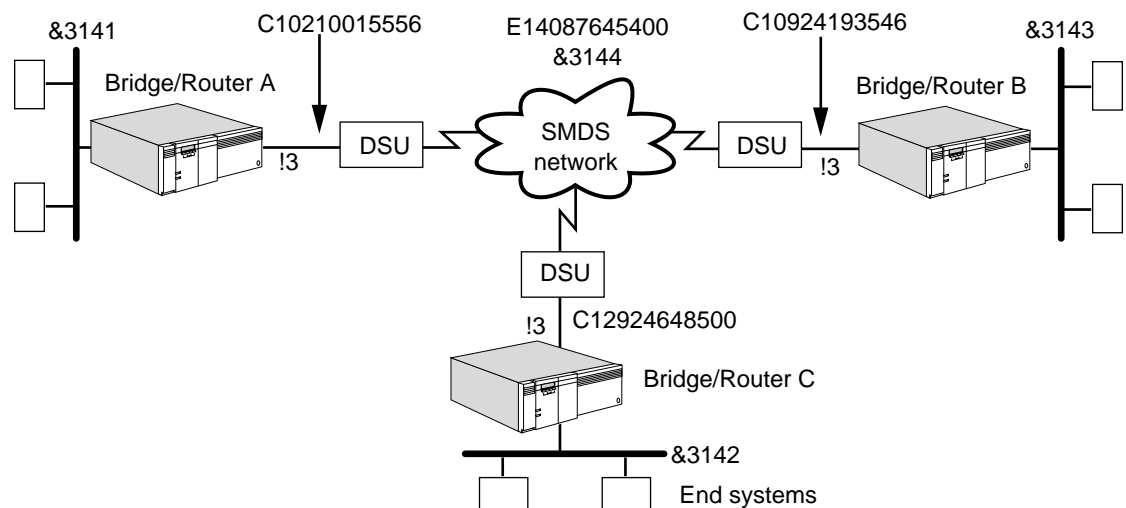 &3141
C10210015556
E14087645400
&3144
C10924193546
&3143
Bridge/Router A
Bridge/Router B
!3
DSU
SMDS
network
DSU
!3
DSU
!3
C12924648500
Bridge/Router C
&3142
End systems